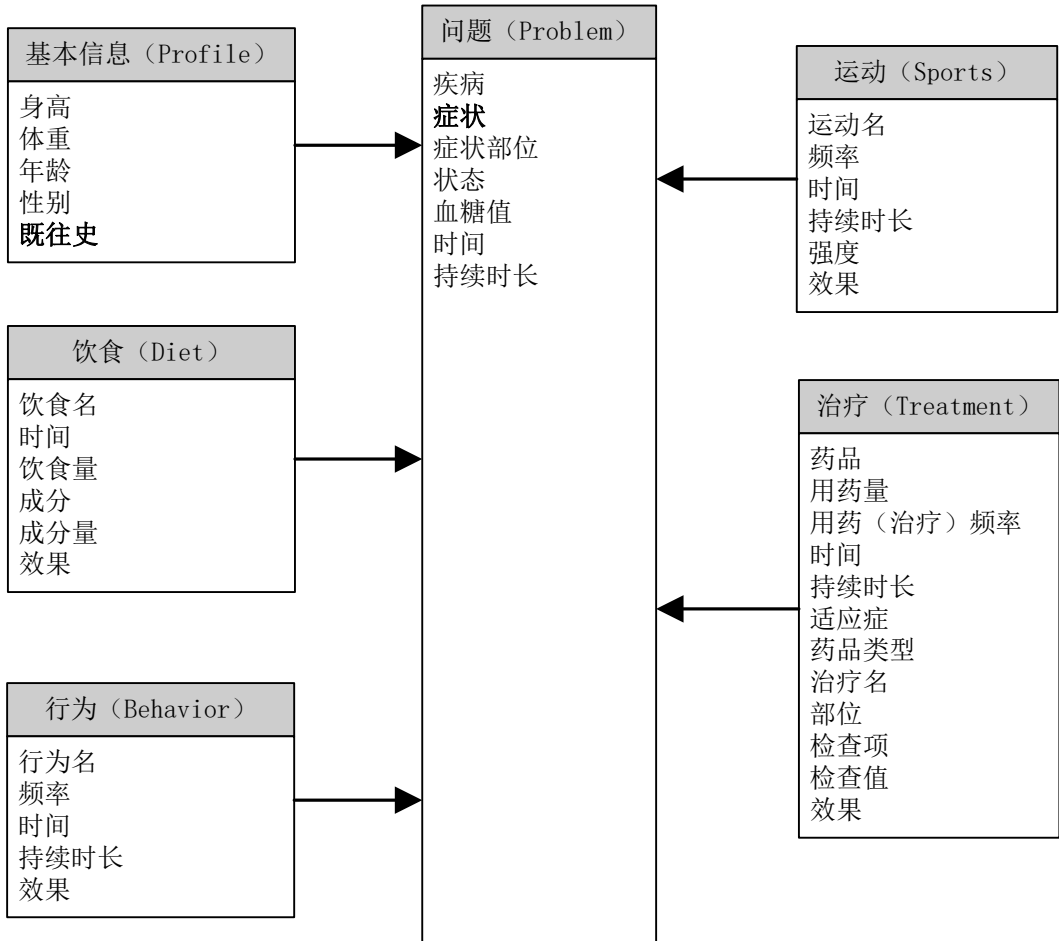 基本信息（Profile）
身高
体重
年龄
性别
既往史
饮食（Diet）
饮食名
时间
饮食量
成分
成分量
效果
行为（Behavior）
行为名
频率
时间
持续时长
效果
问题（Problem）
疾病
症状
症状部位
状态
血糖值
时间
持续时长
运动（Sports）
运动名
频率
时间
持续时长
强度
效果
治疗（Treatment）
药品
用药量
用药（治疗）频率
时间
持续时长
适应症
药品类型
治疗名
部位
检查项
检查值
效果